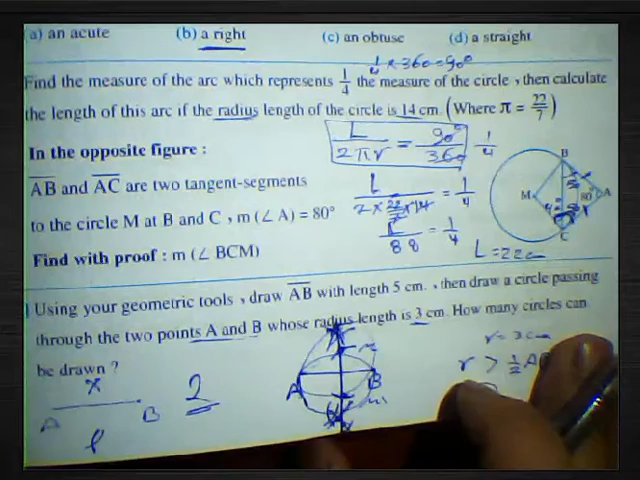 (a) an acute (b) a right (c) an obtuse (d) a straight
1/4 × 360 = 90°
Find the measure of the arc which represents 1/4 the measure of the circle , then calculate
the length of this arc if the radius length of the circle is 14 cm. (Where π = 22/7)
L / 2πr = 90° / 360 1/4
In the opposite figure :
AB and AC are two tangent-segments
to the circle M at B and C , m (∠ A) = 80°
Find with proof : m (∠ BCM)
L / 2 × 22/7 × 14 = 1/4
L / 88 = 1/4
L = 22 cm
B
M
80
A
C
Using your geometric tools , draw AB with length 5 cm. , then draw a circle passing
through the two points A and B whose radius length is 3 cm. How many circles can
be drawn ?
r = 3 cm
r > 1/2 A
2
A B
A B